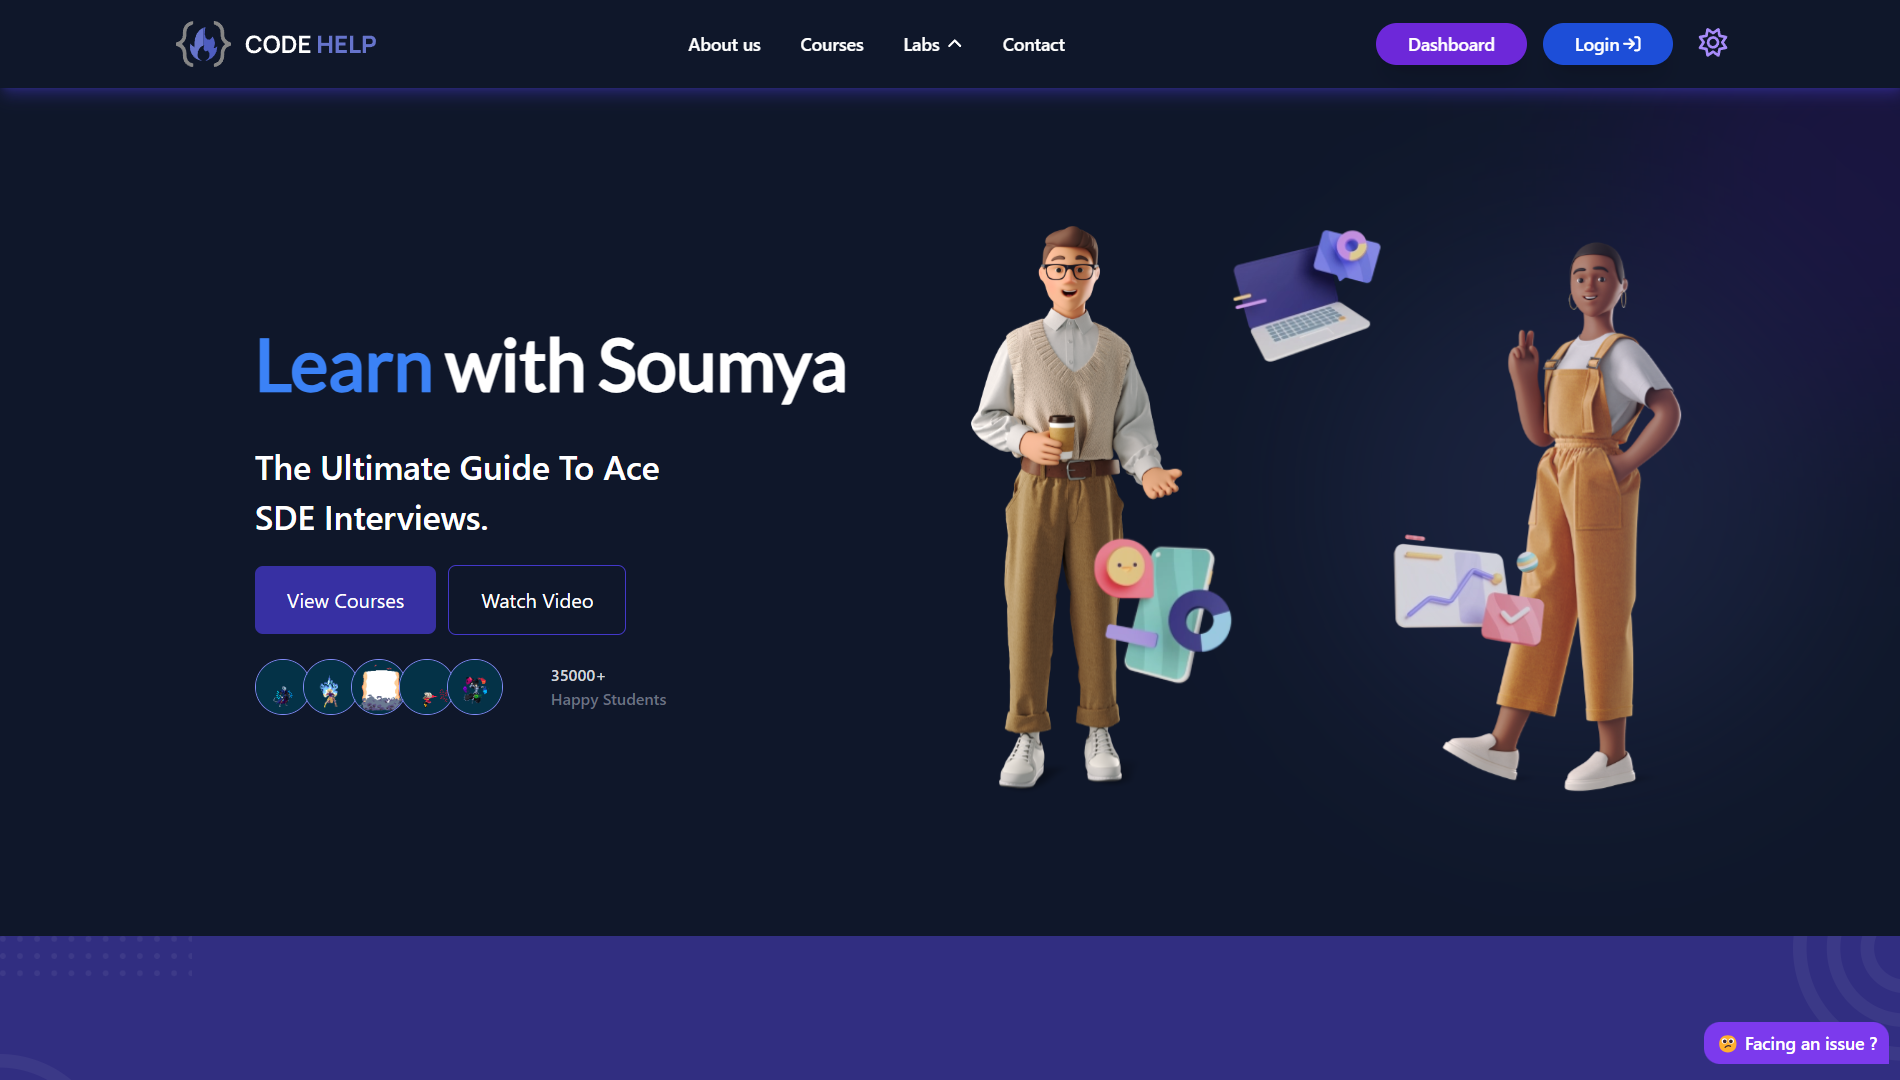 CODE HELP
About us
Courses
Labs
Contact
Dashboard
Login
Learn with Soumya
The Ultimate Guide To Ace
SDE Interviews.
View Courses
Watch Video
35000+
Happy Students
Facing an issue ?